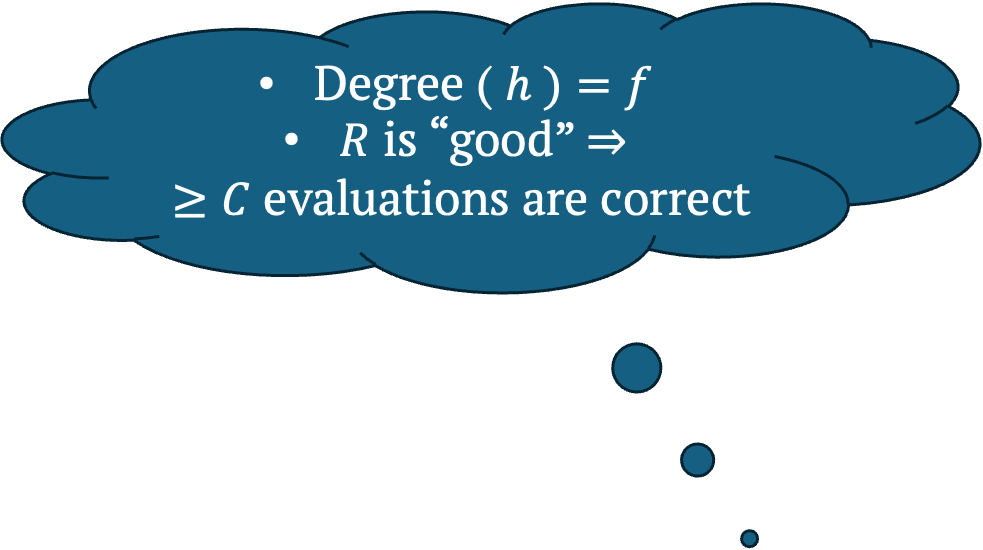 • Degree ( h ) = f
• R is “good” ⇒
≥ C evaluations are correct